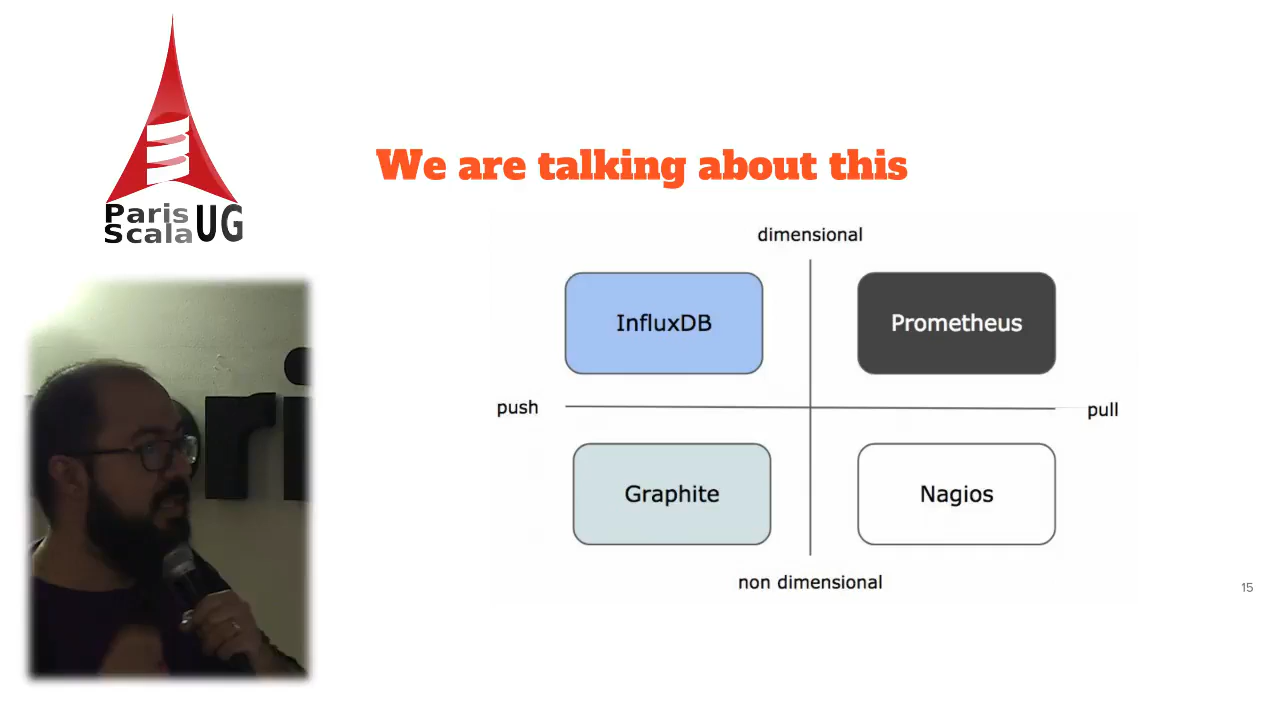 Paris
Scala UG
We are talking about this
dimensional
InfluxDB
Prometheus
push
pull
Graphite
Nagios
non dimensional
15